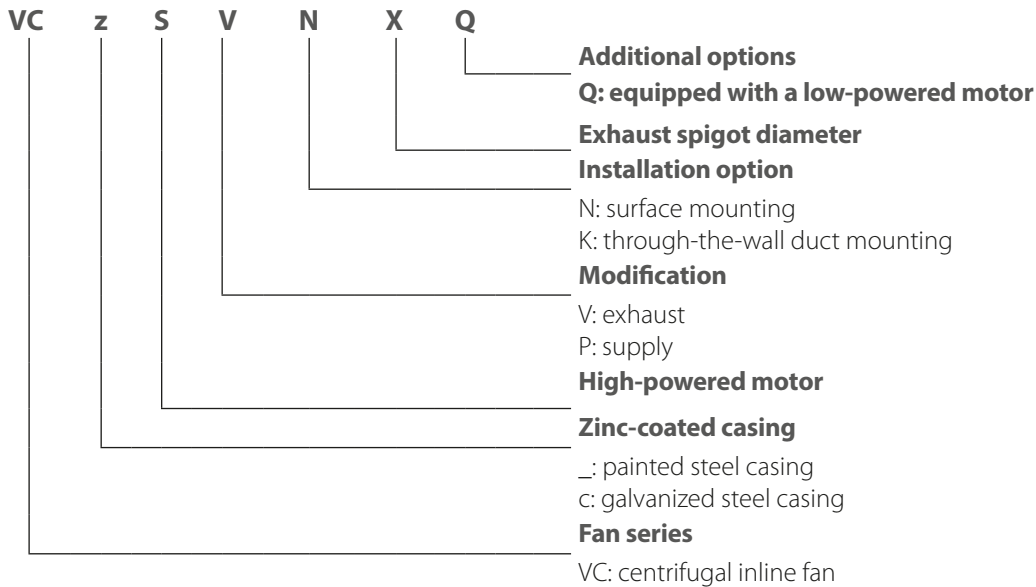 VC z S V N X Q
Additional options
Q: equipped with a low-powered motor
Exhaust spigot diameter
Installation option
N: surface mounting
K: through-the-wall duct mounting
Modification
V: exhaust
P: supply
High-powered motor
Zinc-coated casing
_: painted steel casing
c: galvanized steel casing
Fan series
VC: centrifugal inline fan